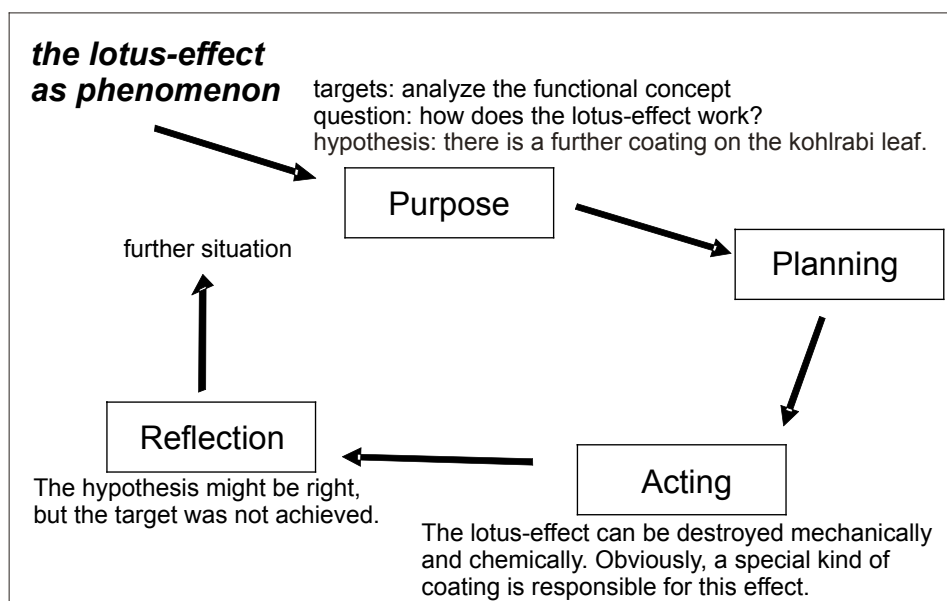 the lotus-effect
as phenomenon
targets: analyze the functional concept
question: how does the lotus-effect work?
hypothesis: there is a further coating on the kohlrabi leaf.
Purpose
Planning
further situation
Reflection
The hypothesis might be right,
but the target was not achieved.
Acting
The lotus-effect can be destroyed mechanically
and chemically. Obviously, a special kind of
coating is responsible for this effect.